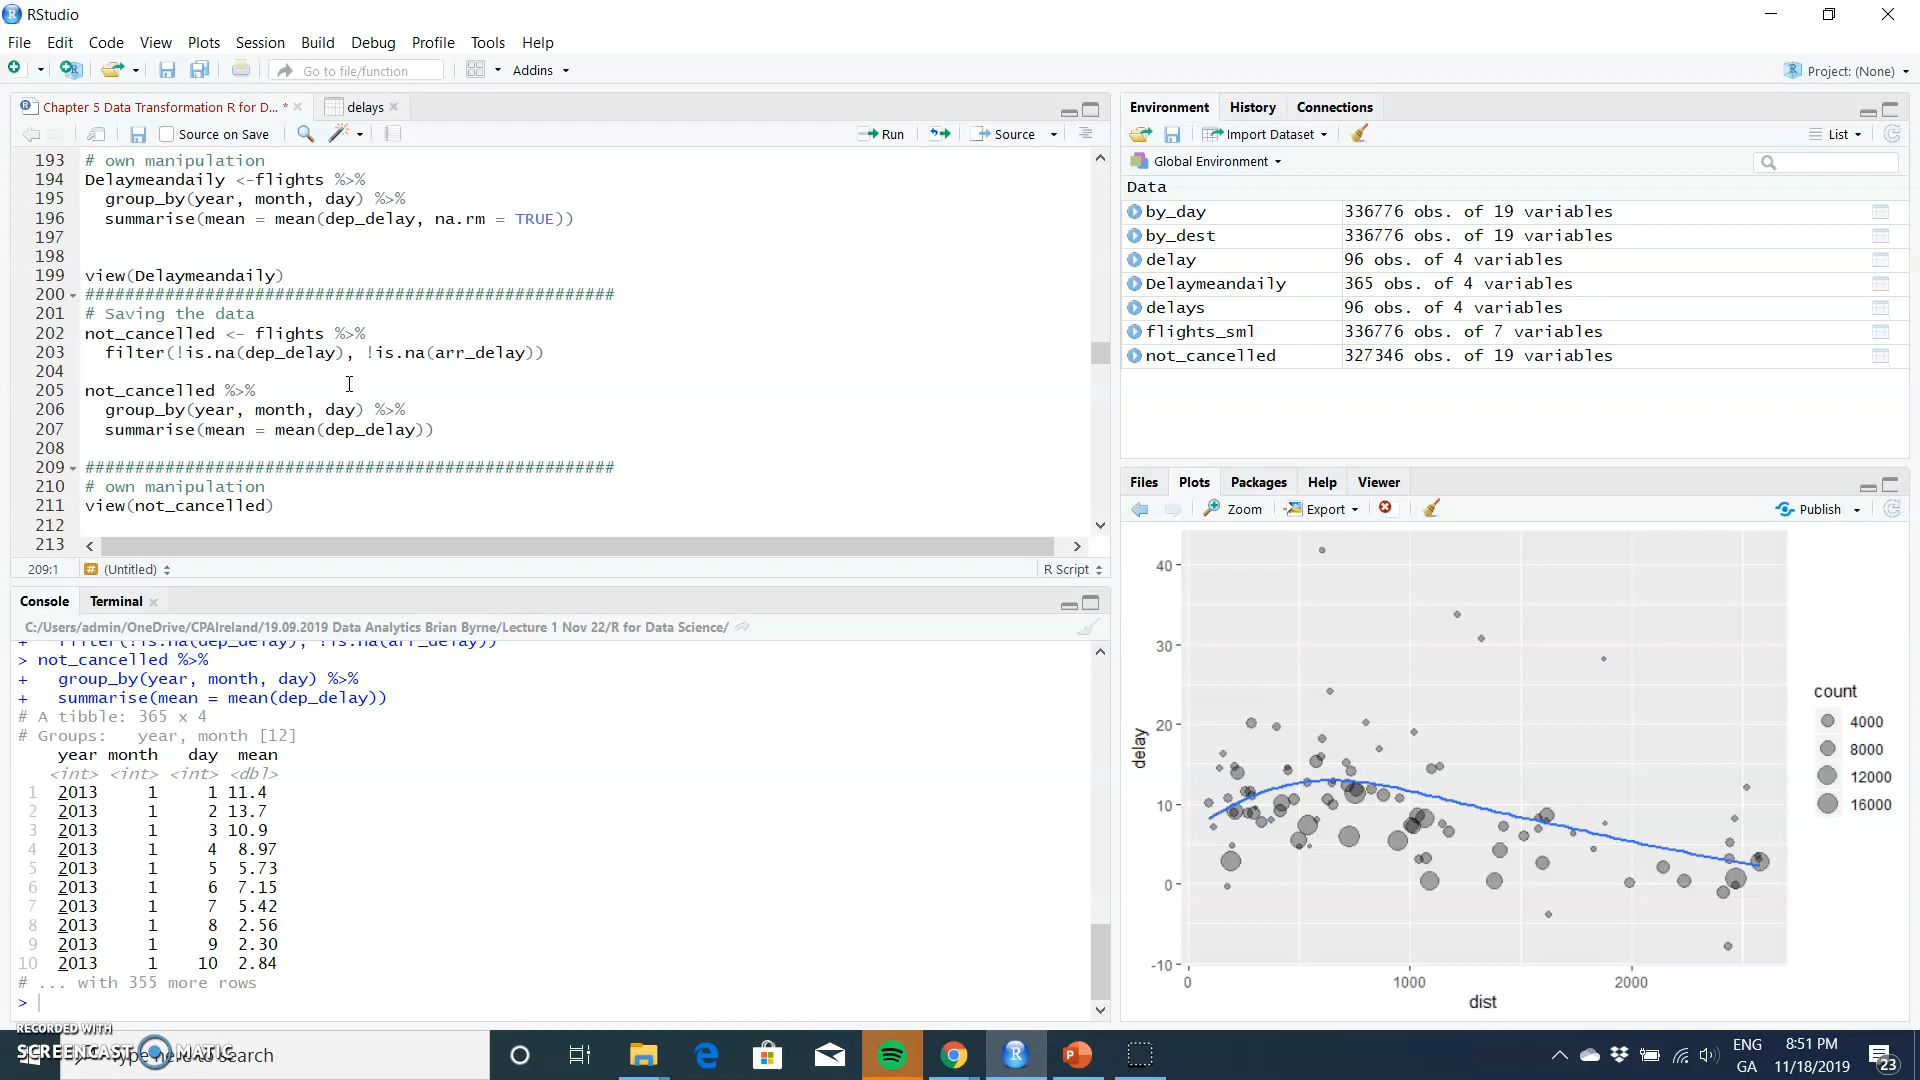 RStudio
File Edit Code View Plots Session Build Debug Profile Tools Help
Go to file/function Addins Project: (None)
Chapter 5 Data Transformation R for D... * delays
Source on Save Run Source
193 # own manipulation
194 Delaymeandaily <-flights %>%
195 group_by(year, month, day) %>%
196 summarise(mean = mean(dep_delay, na.rm = TRUE))
197
198
199 view(Delaymeandaily)
200 #####################################################
201 # Saving the data
202 not_cancelled <- flights %>%
203 filter(!is.na(dep_delay), !is.na(arr_delay))
204
205 not_cancelled %>%
206 group_by(year, month, day) %>%
207 summarise(mean = mean(dep_delay))
208
209 #####################################################
210 # own manipulation
211 view(not_cancelled)
212
213
209:1 (Untitled) R Script
Console Terminal
C:/Users/admin/OneDrive/CPAIreland/19.09.2019 Data Analytics Brian Byrne/Lecture 1 Nov 22/R for Data Science/
+ filter(!is.na(dep_delay), !is.na(arr_delay))
> not_cancelled %>%
+ group_by(year, month, day) %>%
+ summarise(mean = mean(dep_delay))
# A tibble: 365 x 4
# Groups: year, month [12]
year month day mean
<int> <int> <int> <dbl>
1 2013 1 1 11.4
2 2013 1 2 13.7
3 2013 1 3 10.9
4 2013 1 4 8.97
5 2013 1 5 5.73
6 2013 1 6 7.15
7 2013 1 7 5.42
8 2013 1 8 2.56
9 2013 1 9 2.30
10 2013 1 10 2.84
# ... with 355 more rows
>
Environment History Connections
Import Dataset List
Global Environment
Data
by_day 336776 obs. of 19 variables
by_dest 336776 obs. of 19 variables
delay 96 obs. of 4 variables
Delaymeandaily 365 obs. of 4 variables
delays 96 obs. of 4 variables
flights_sml 336776 obs. of 7 variables
not_cancelled 327346 obs. of 19 variables
Files Plots Packages Help Viewer
Zoom Export Publish
40
30
20
10
0
-10
delay
0 1000 2000
dist
count
4000
8000
12000
16000
RECORDED WITH
SCREENCAST MATIC
Type here to search
ENG
GA
8:51 PM
11/18/2019
23